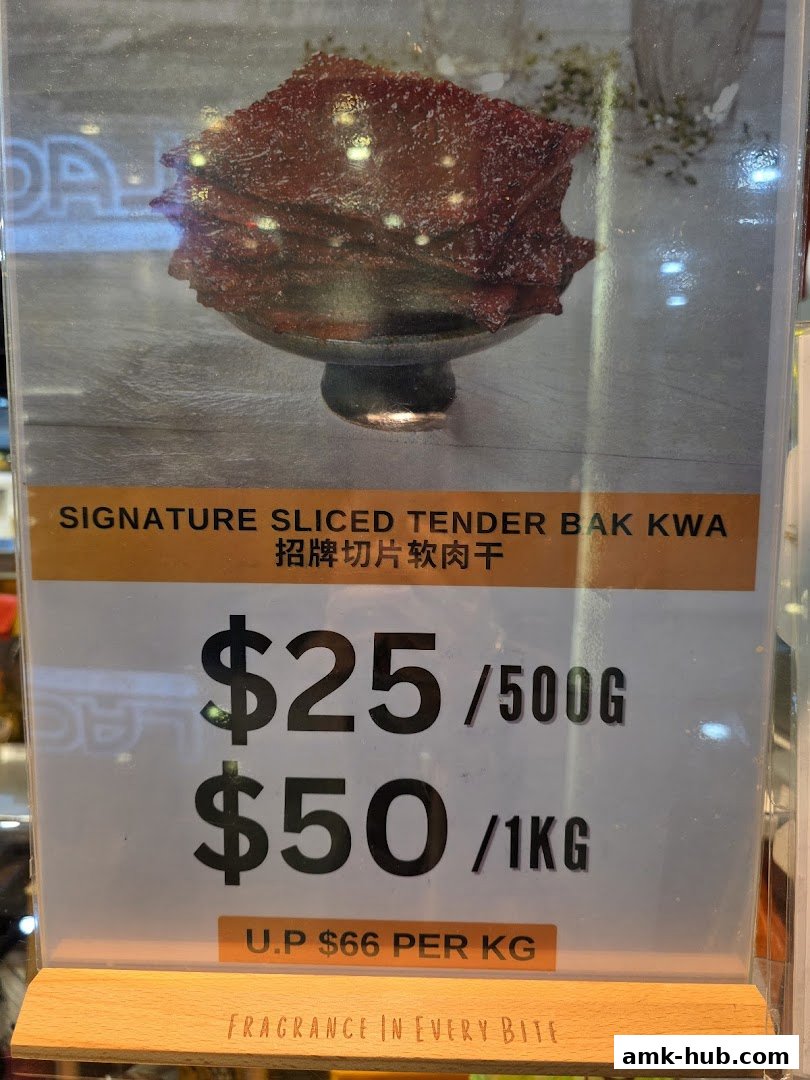 SIGNATURE SLICED TENDER BAK KWA
招牌切片软肉干
$25 /500G
$50 /1KG
U.P $66 PER KG
FRAGRANCE IN EVERY BITE
amk-hub.com